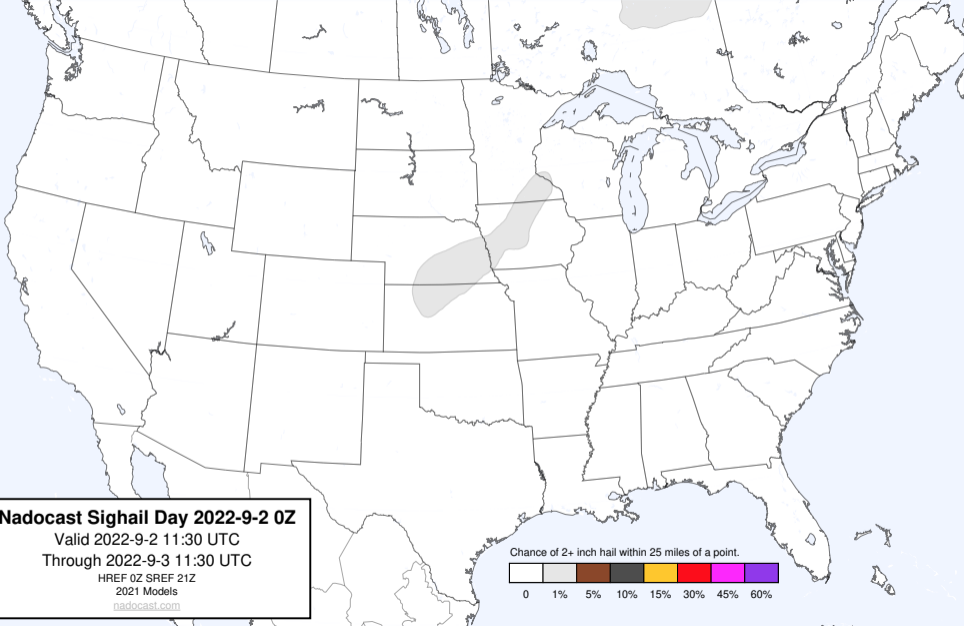 Nadocast Sighail Day 2022-9-2 0Z
Valid 2022-9-2 11:30 UTC
Through 2022-9-3 11:30 UTC
HREF 0Z SREF 21Z
2021 Models
nadocast.com
Chance of 2+ inch hail within 25 miles of a point.
0 1% 5% 10% 15% 30% 45% 60%